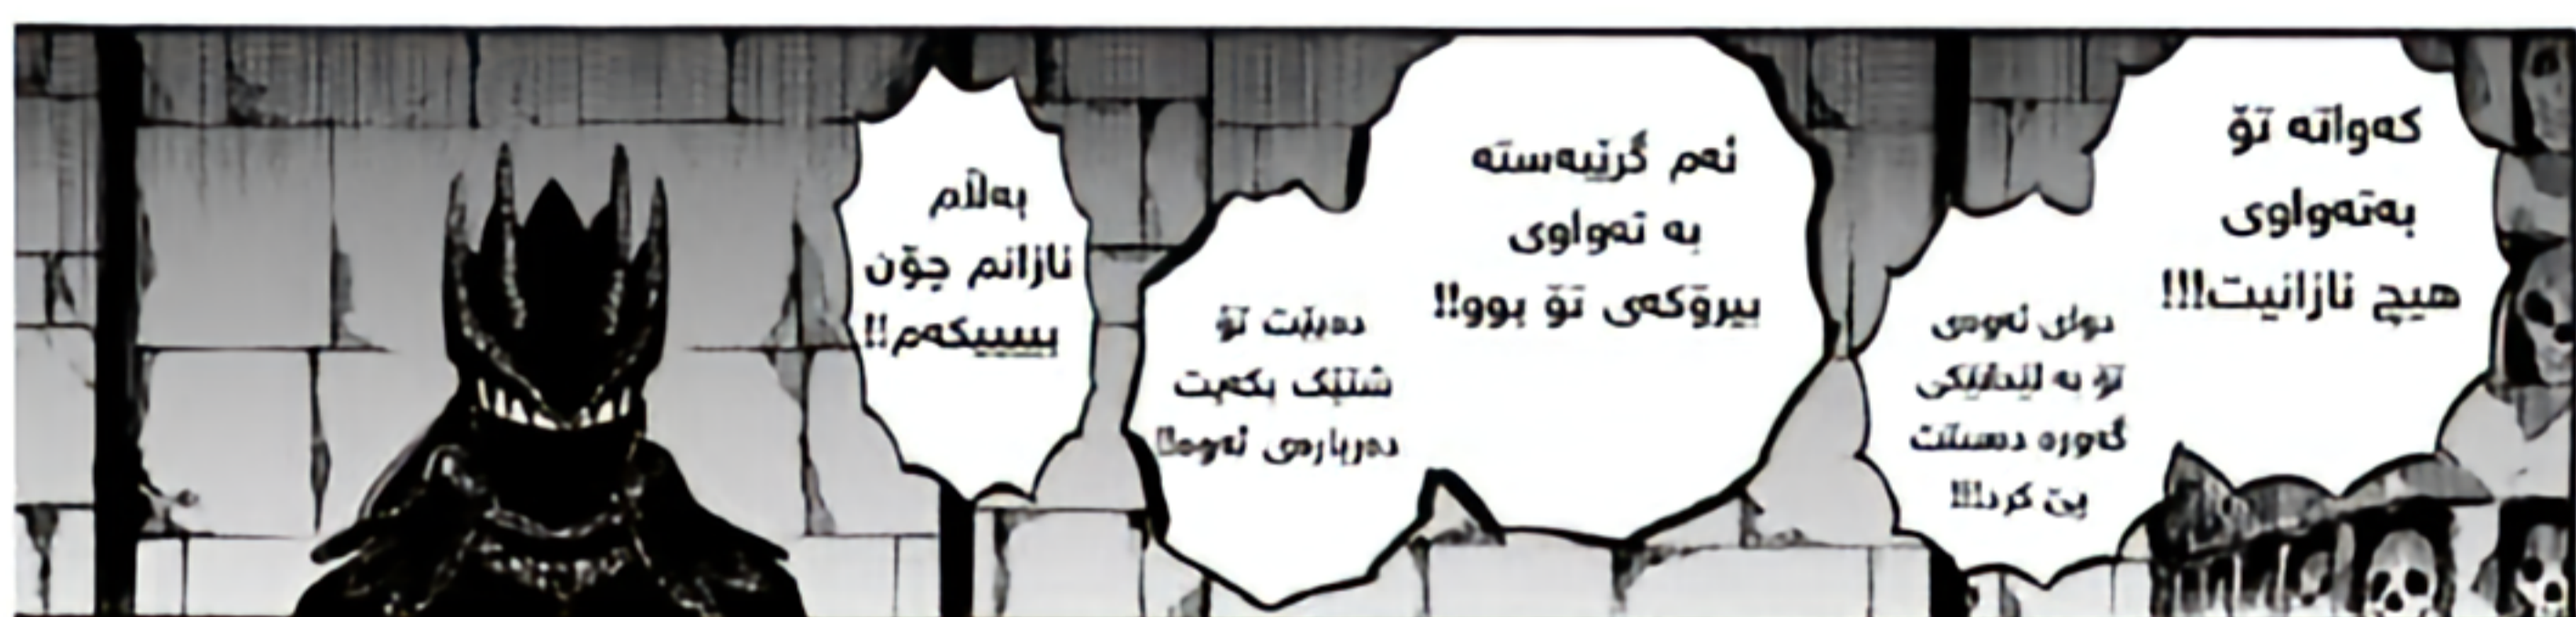 کەواتە تۆ
بەتەواوی
هیچ نازانیت!!!
دوای ئەوەی
تۆ بە لێدانێکی
گەورە دەستت
پێ کرد!!!
ئەم گرێبەستە
بە تەواوی
بیرۆکەی تۆ بوو!!
دەبێت تۆ
شتێک بکەیت
دەربارەی ئەوە!!
بەڵام
نازانم چۆن
بیبیکەم!!